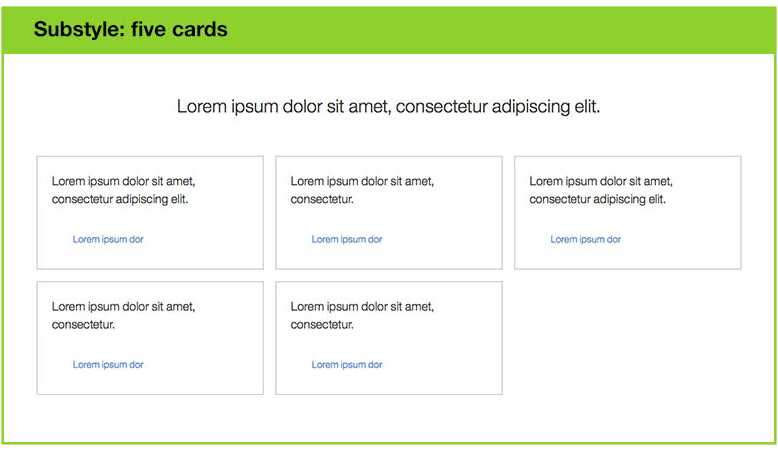 Substyle: five cards
Lorem ipsum dolor sit amet, consectetur adipiscing elit.
Lorem ipsum dolor sit amet,
consectetur adipiscing elit.
Lorem ipsum dor
Lorem ipsum dolor sit amet,
consectetur.
Lorem ipsum dor
Lorem ipsum dolor sit amet,
consectetur adipiscing elit.
Lorem ipsum dor
Lorem ipsum dolor sit amet,
consectetur.
Lorem ipsum dor
Lorem ipsum dolor sit amet,
consectetur.
Lorem ipsum dor